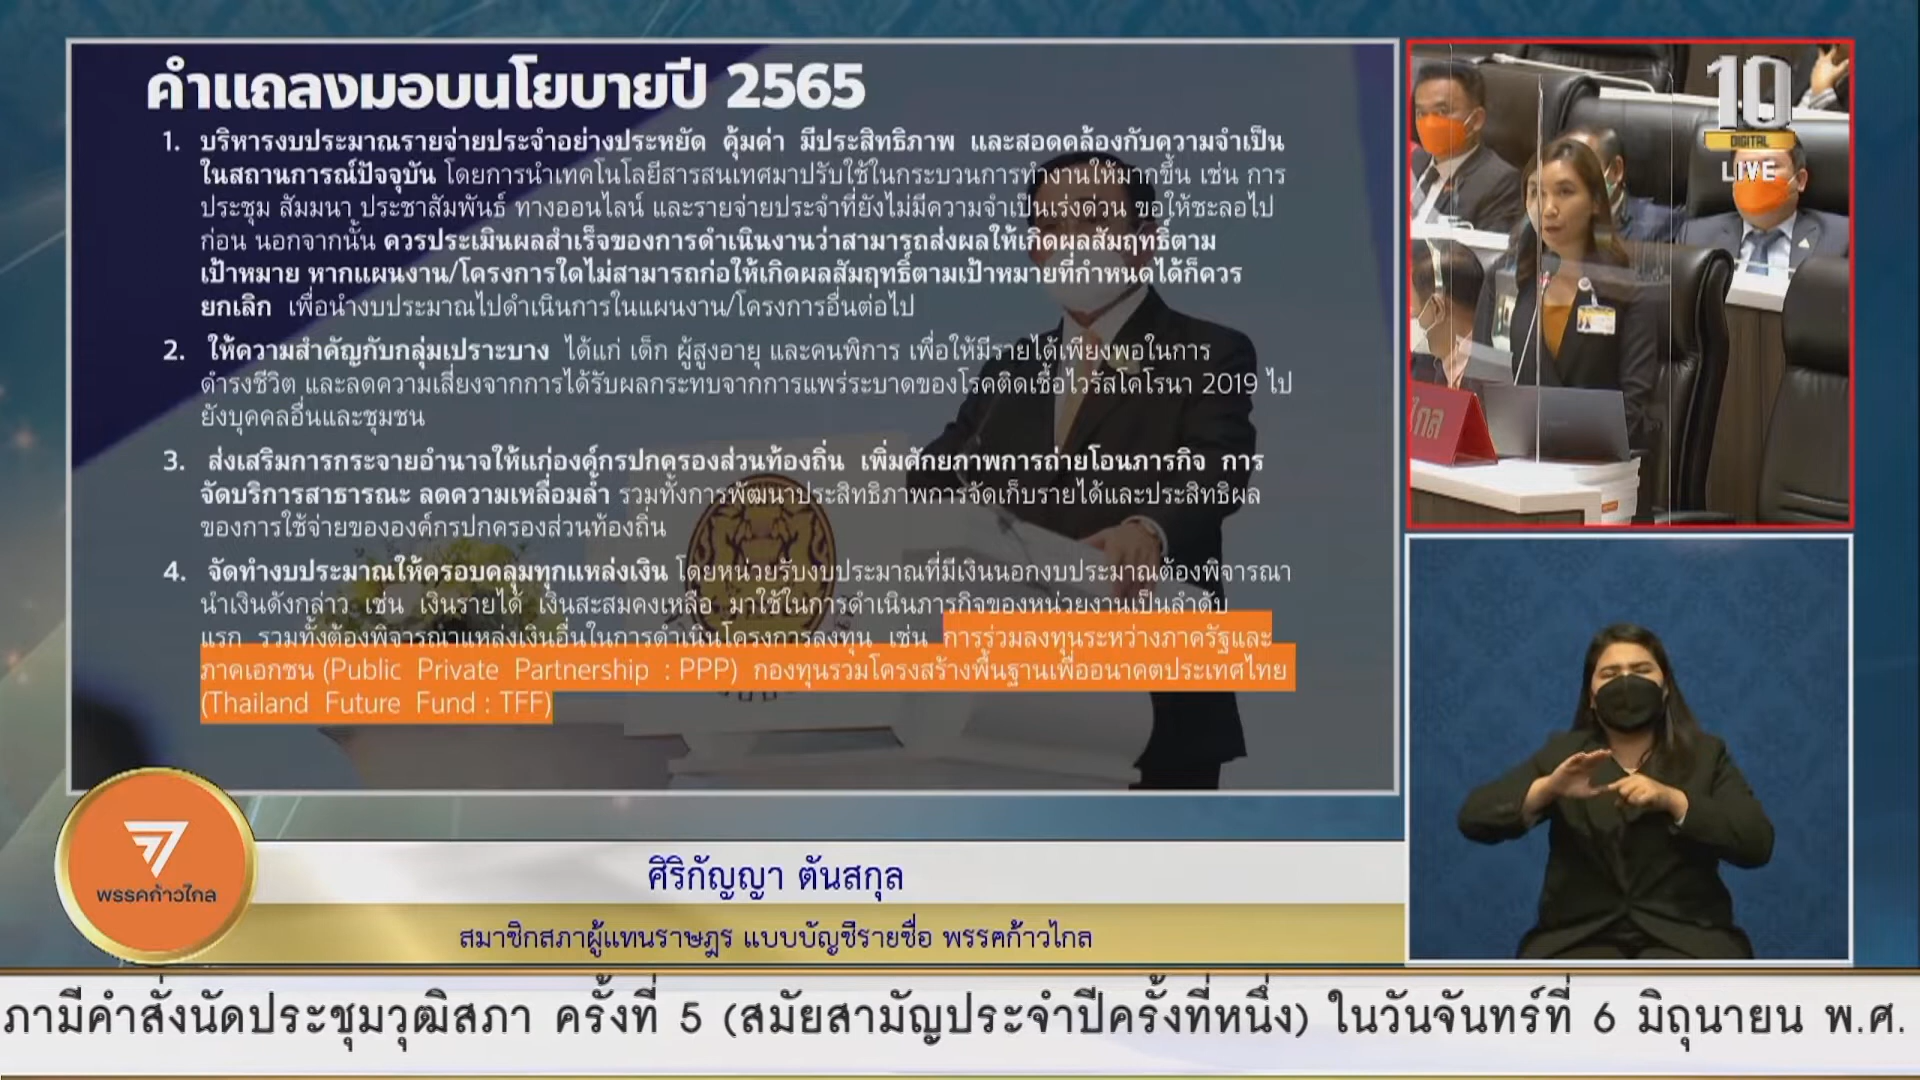 คำแถลงมอบนโยบายปี 2565
1. บริหารงบประมาณรายจ่ายประจำอย่างประหยัด คุ้มค่า มีประสิทธิภาพ และสอดคล้องกับความจำเป็น
ในสถานการณ์ปัจจุบัน โดยการนำเทคโนโลยีสารสนเทศมาปรับใช้ในกระบวนการทำงานให้มากขึ้น เช่น การ
ประชุม สัมมนา ประชาสัมพันธ์ ทางออนไลน์ และรายจ่ายประจำที่ยังไม่มีความจำเป็นเร่งด่วน ขอให้ชะลอไป
ก่อน นอกจากนั้น ควรประเมินผลสำเร็จของการดำเนินงานว่าสามารถส่งผลให้เกิดผลสัมฤทธิ์ตาม
เป้าหมาย หากแผนงาน/โครงการใดไม่สามารถก่อให้เกิดผลสัมฤทธิ์ตามเป้าหมายที่กำหนดได้ก็ควร
ยกเลิก เพื่อนำงบประมาณไปดำเนินการในแผนงาน/โครงการอื่นต่อไป
2. ให้ความสำคัญกับกลุ่มเปราะบาง ได้แก่ เด็ก ผู้สูงอายุ และคนพิการ เพื่อให้มีรายได้เพียงพอในการ
ดำรงชีวิต และลดความเสี่ยงจากการได้รับผลกระทบจากการแพร่ระบาดของโรคติดเชื้อไวรัสโคโรนา 2019 ไป
ยังบุคคลอื่นและชุมชน
3. ส่งเสริมการกระจายอำนาจให้แก่องค์กรปกครองส่วนท้องถิ่น เพิ่มศักยภาพการถ่ายโอนภารกิจ การ
จัดบริการสาธารณะ ลดความเหลื่อมล้ำ รวมทั้งการพัฒนาประสิทธิภาพการจัดเก็บรายได้และประสิทธิผล
ของการใช้จ่ายขององค์กรปกครองส่วนท้องถิ่น
4. จัดทำงบประมาณให้ครอบคลุมทุกแหล่งเงิน โดยหน่วยรับงบประมาณที่มีเงินนอกงบประมาณต้องพิจารณา
นำเงินดังกล่าว เช่น เงินรายได้ เงินสะสมคงเหลือ มาใช้ในการดำเนินภารกิจของหน่วยงานเป็นลำดับ
แรก รวมทั้งต้องพิจารณาแหล่งเงินอื่นในการดำเนินโครงการลงทุน เช่น การร่วมลงทุนระหว่างภาครัฐและ
ภาคเอกชน (Public Private Partnership : PPP) กองทุนรวมโครงสร้างพื้นฐานเพื่ออนาคตประเทศไทย
(Thailand Future Fund : TFF)
10
DIGITAL
LIVE
ไกล
พรรคก้าวไกล
ศิริกัญญา ตันสกุล
สมาชิกสภาผู้แทนราษฎร แบบบัญชีรายชื่อ พรรคก้าวไกล
ภามีคำสั่งนัดประชุมวุฒิสภา ครั้งที่ 5 (สมัยสามัญประจำปีครั้งที่หนึ่ง) ในวันจันทร์ที่ 6 มิถุนายน พ.ศ.